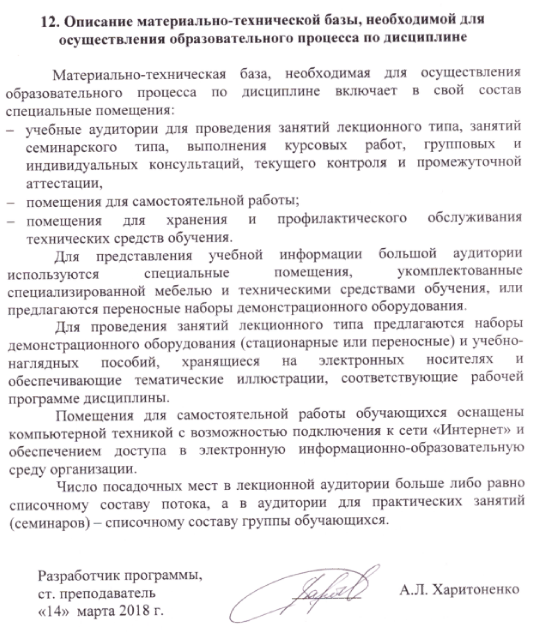 12. Описание материально-технической базы, необходимой для
осуществления образовательного процесса по дисциплине
Материально-техническая база, необходимая для осуществления
образовательного процесса по дисциплине включает в свой состав
специальные помещения:
– учебные аудитории для проведения занятий лекционного типа, занятий
семинарского типа, выполнения курсовых работ, групповых и
индивидуальных консультаций, текущего контроля и промежуточной
аттестации,
– помещения для самостоятельной работы;
– помещения для хранения и профилактического обслуживания
технических средств обучения.
Для представления учебной информации большой аудитории
используются специальные помещения, укомплектованные
специализированной мебелью и техническими средствами обучения, или
предлагаются переносные наборы демонстрационного оборудования.
Для проведения занятий лекционного типа предлагаются наборы
демонстрационного оборудования (стационарные или переносные) и учебно-
наглядных пособий, хранящиеся на электронных носителях и
обеспечивающие тематические иллюстрации, соответствующие рабочей
программе дисциплины.
Помещения для самостоятельной работы обучающихся оснащены
компьютерной техникой с возможностью подключения к сети «Интернет» и
обеспечением доступа в электронную информационно-образовательную
среду организации.
Число посадочных мест в лекционной аудитории больше либо равно
списочному составу потока, а в аудитории для практических занятий
(семинаров) – списочному составу группы обучающихся.
Разработчик программы,
ст. преподаватель А.Л. Харитоненко
«14» марта 2018 г.